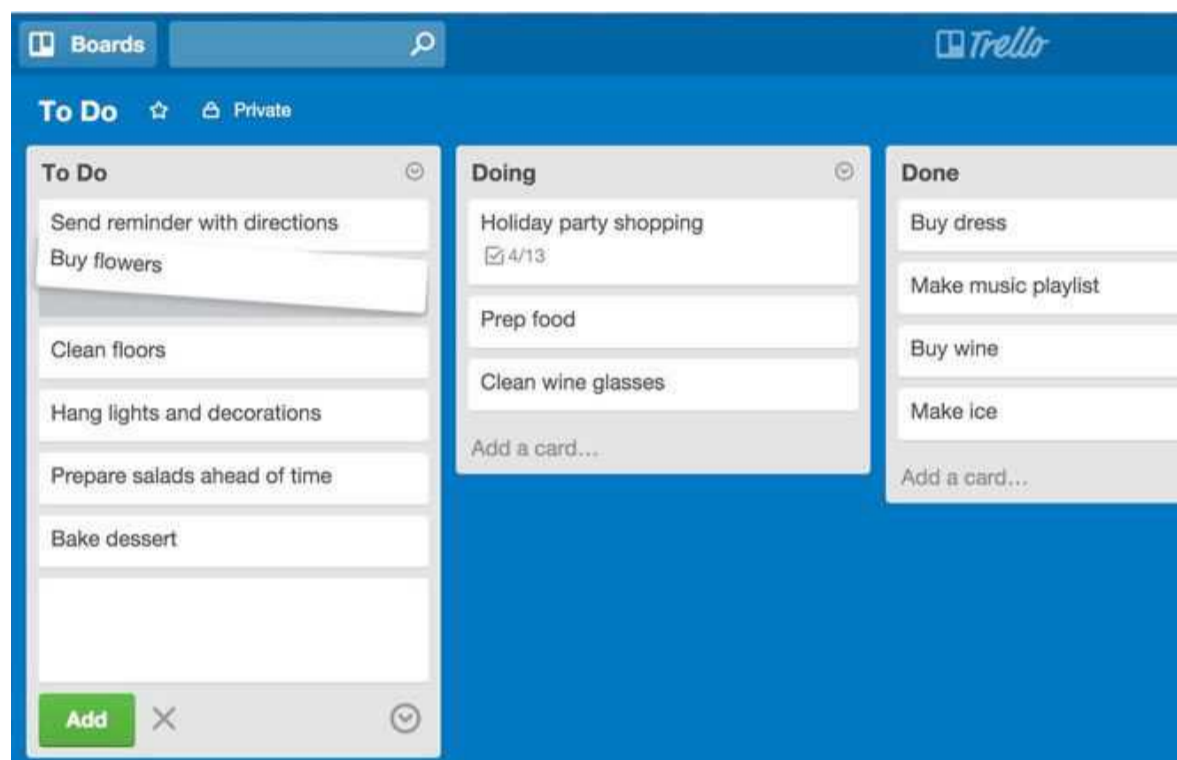 Boards
Trello
To Do Private
To Do
Send reminder with directions
Buy flowers
Clean floors
Hang lights and decorations
Prepare salads ahead of time
Bake dessert
Add
Doing
Holiday party shopping
4/13
Prep food
Clean wine glasses
Add a card...
Done
Buy dress
Make music playlist
Buy wine
Make ice
Add a card...